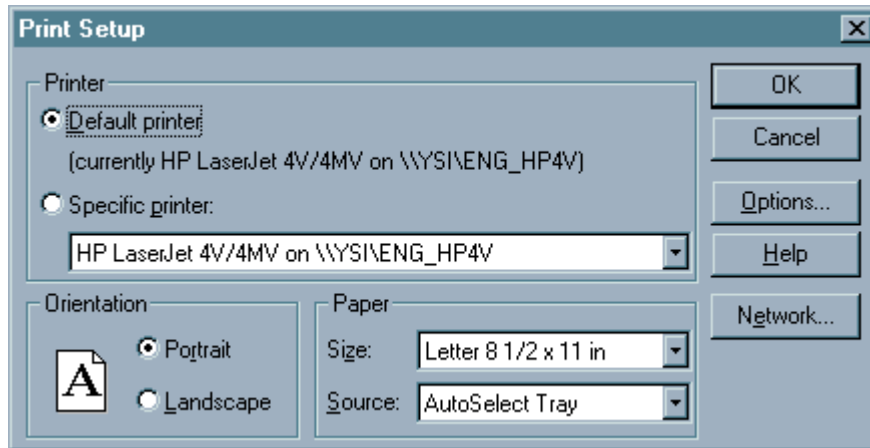 Print Setup
Printer
Default printer
(currently HP LaserJet 4V/4MV on \\YSI\ENG_HP4V)
Specific printer:
HP LaserJet 4V/4MV on \\YSI\ENG_HP4V
OK
Cancel
Options...
Help
Network...
Orientation
A
Portrait
Landscape
Paper
Size: Letter 8 1/2 x 11 in
Source: AutoSelect Tray